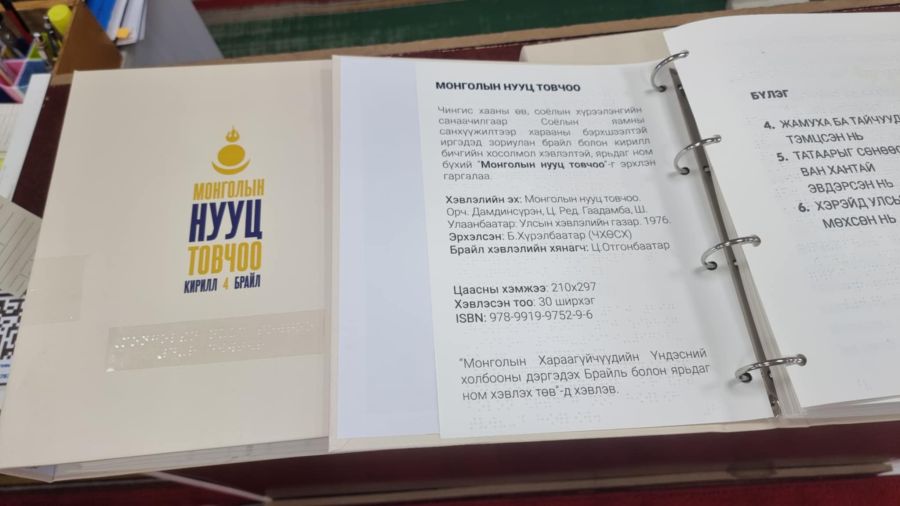 МОНГОЛЫН
НУУЦ
ТОВЧОО
КИРИЛЛ 4 БРАЙЛ
МОНГОЛЫН НУУЦ ТОВЧОО
Чингис хааны өв, соёлын хүрээлэнгийн
санаачилгаар Соёлын яамны
санхүүжилтээр харааны бэрхшээлтэй
иргэдэд зориулан брайл болон кирилл
бичгийн хосолмол хэвлэлтэй, ярьдаг ном
бүхий "Монголын нууц товчоо"-г эрхлэн
гаргалаа.
Хэвлэлийн эх: Монголын нууц товчоо.
Орч. Дамдинсүрэн, Ц. Ред. Гаадамба, Ш.
Улаанбаатар: Улсын хэвлэлийн газар. 1976.
Эрхэлсэн: Б.Хүрэлбаатар (ЧХӨСХ)
Брайл хэвлэлийн хянагч: Ц.Отгонбаатар
Цаасны хэмжээ: 210x297
Хэвлэсэн тоо: 30 ширхэг
ISBN: 978-9919-9752-9-6
"Монголын Хараагүйчүүдийн Үндэсний
холбооны дэргэдэх Брайль болон ярьдаг
ном хэвлэх төв"-д хэвлэв.
БҮЛЭГ
4. ЖАМУХА БА ТАЙЧУУД
ТЭМЦСЭН НЬ
5. ТАТААРЫГ СӨНӨӨ
ВАН ХАНТАЙ
ЭВДЭРСЭН НЬ
6. ХЭРЭЙД УЛСЫ
МӨХСӨН НЬ